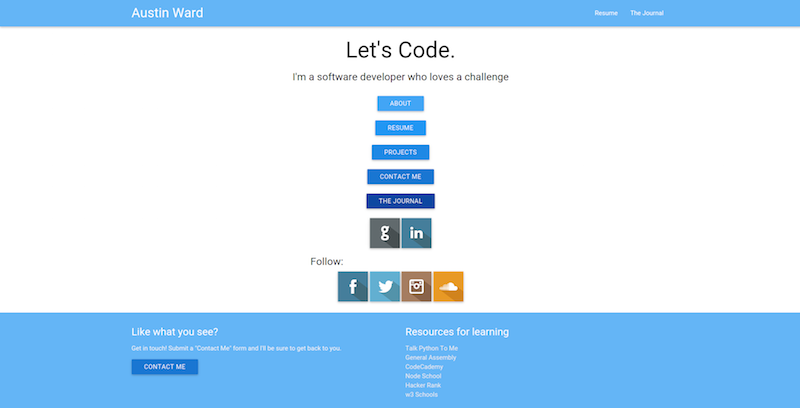 Austin Ward
Resume The Journal
Let's Code.
I'm a software developer who loves a challenge
ABOUT
RESUME
PROJECTS
CONTACT ME
THE JOURNAL
g in
Follow:
f
Like what you see?
Get in touch! Submit a "Contact Me" form and I'll be sure to get back to you.
CONTACT ME
Resources for learning
Talk Python To Me
General Assembly
CodeCademy
Node School
Hacker Rank
w3 Schools